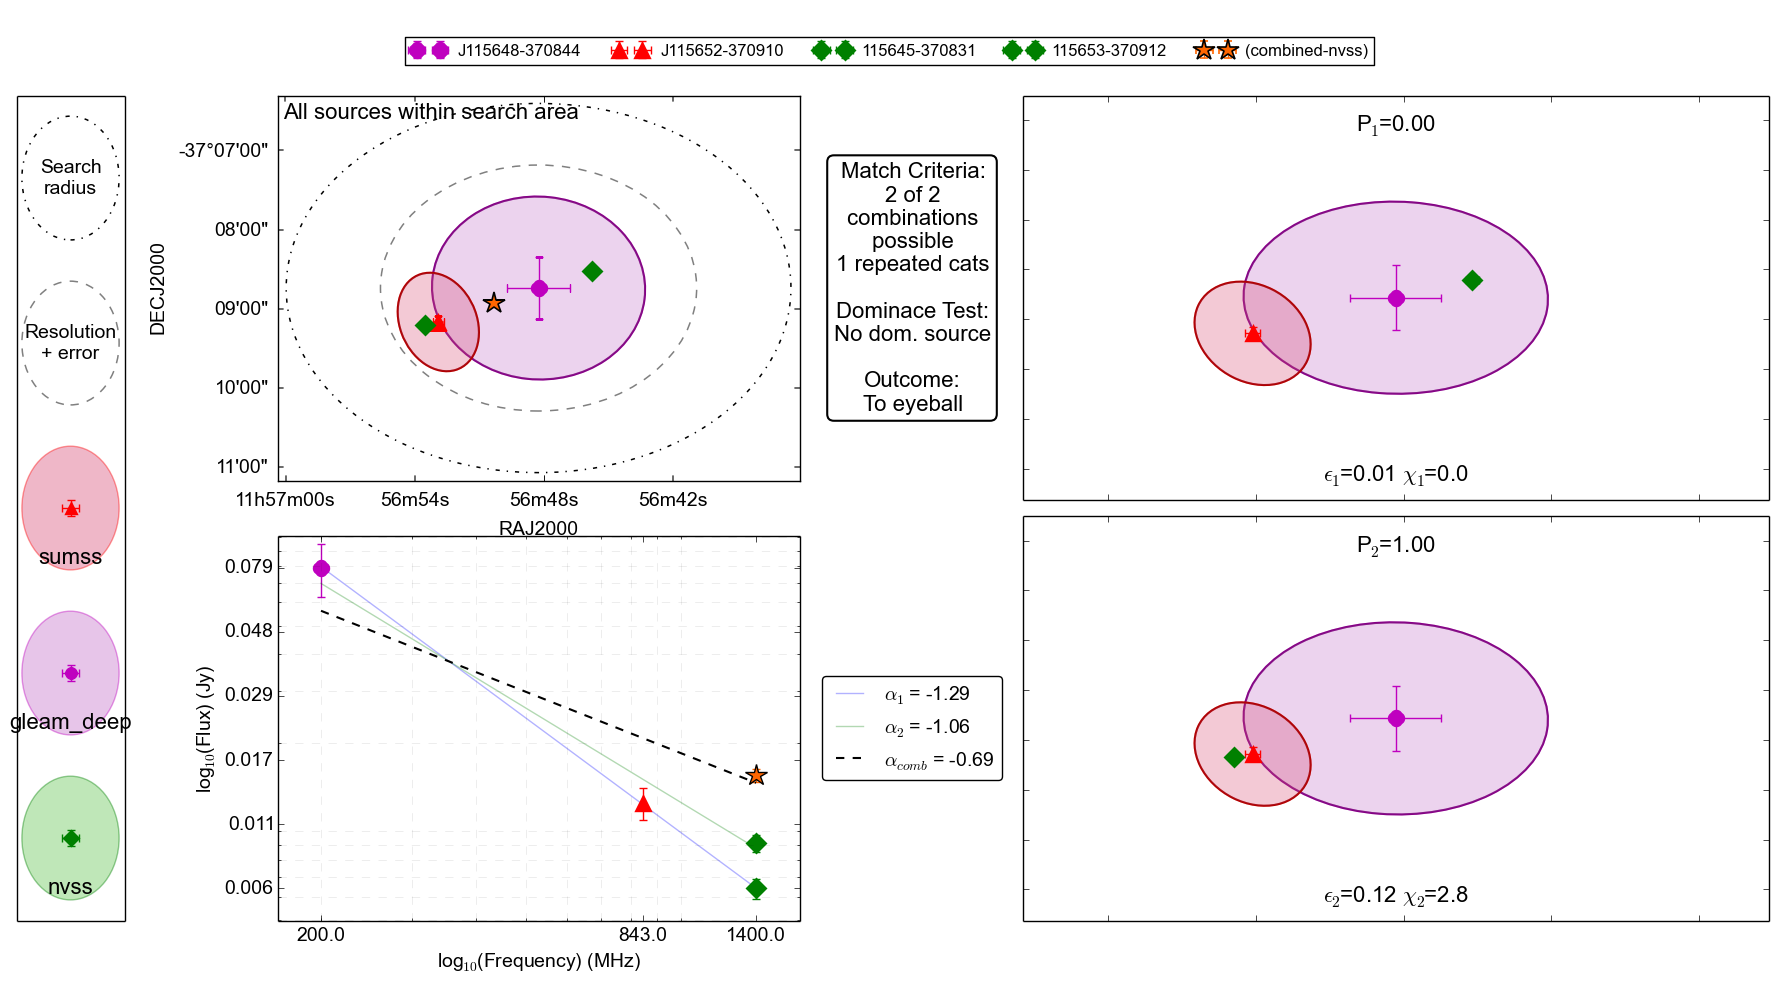 J115648-370844 J115652-370910 115645-370831 115653-370912 (combined-nvss)
Search
radius
Resolution
+ error
sumss
gleam_deep
nvss
All sources within search area
DECJ2000
-37°07'00"
08'00"
09'00"
10'00"
11'00"
11h57m00s 56m54s 56m48s 56m42s
RAJ2000
Match Criteria:
2 of 2
combinations
possible
1 repeated cats
Dominace Test:
No dom. source
Outcome:
To eyeball
P1=0.00
ϵ1=0.01 χ1=0.0
log10(Flux) (Jy)
0.079
0.048
0.029
0.017
0.011
0.006
200.0 843.0 1400.0
log10(Frequency) (MHz)
α1 = -1.29
α2 = -1.06
αcomb = -0.69
P2=1.00
ϵ2=0.12 χ2=2.8